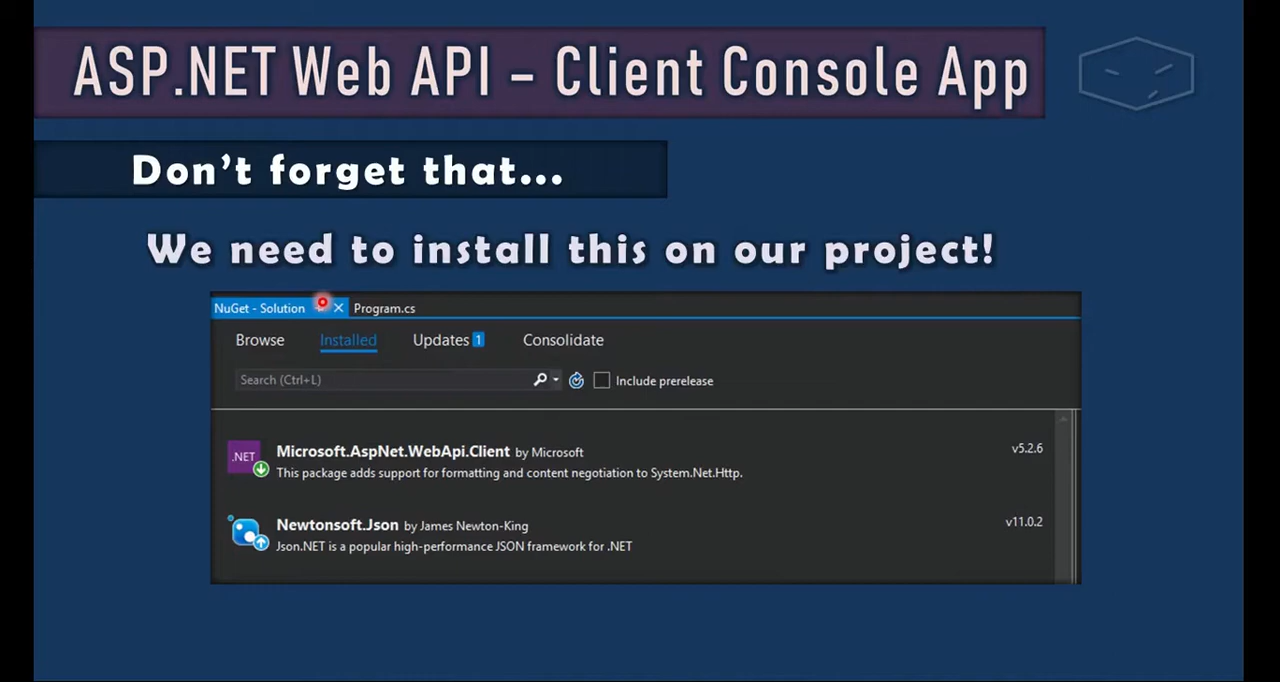 ASP.NET Web API – Client Console App
Don't forget that...
We need to install this on our project!
NuGet - Solution Program.cs
Browse Installed Updates 1 Consolidate
Search (Ctrl+L) Include prerelease
.NET Microsoft.AspNet.WebApi.Client by Microsoft v5.2.6
This package adds support for formatting and content negotiation to System.Net.Http.
Newtonsoft.Json by James Newton-King v11.0.2
Json.NET is a popular high-performance JSON framework for .NET